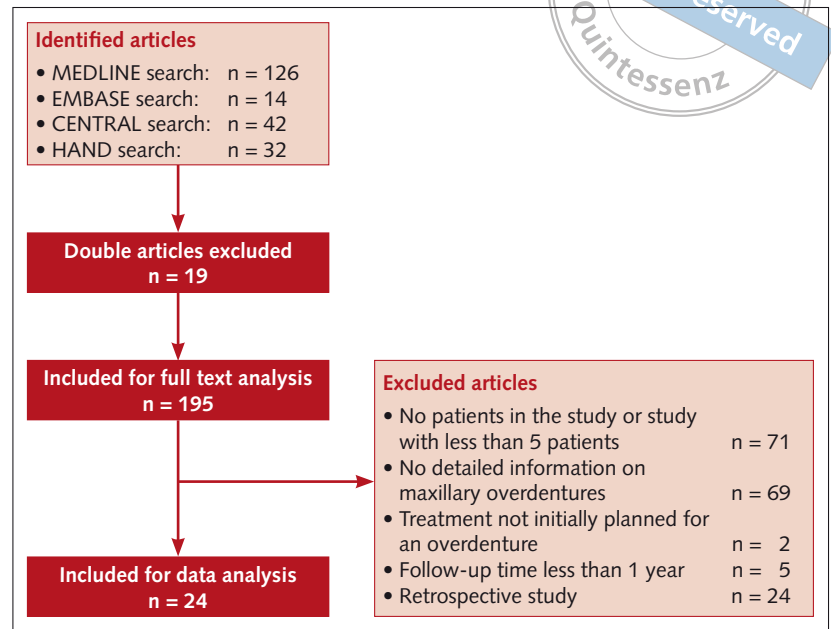 Identified articles
• MEDLINE search: n = 126
• EMBASE search: n = 14
• CENTRAL search: n = 42
• HAND search: n = 32
Double articles excluded
n = 19
Included for full text analysis
n = 195
Excluded articles
• No patients in the study or study
with less than 5 patients n = 71
• No detailed information on
maxillary overdentures n = 69
• Treatment not initially planned for
an overdenture n = 2
• Follow-up time less than 1 year n = 5
• Retrospective study n = 24
Included for data analysis
n = 24
Quintessenz